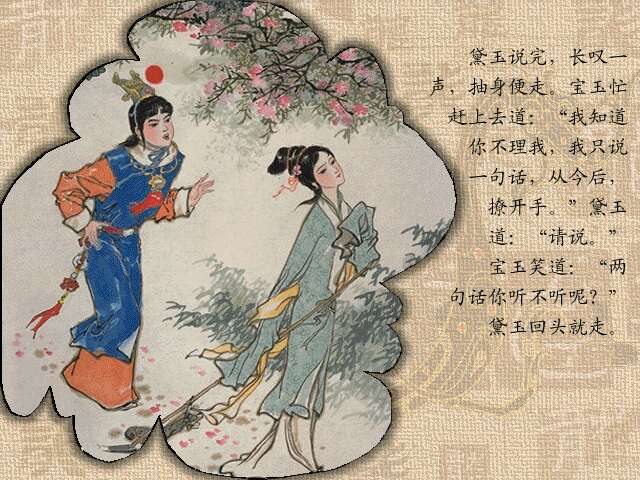 黛玉说完，长叹一
声，抽身便走。宝玉忙
赶上去道：“我知道
你不理我，我只说
一句话，从今后，
撩开手。”黛玉
道：“请说。”
宝玉笑道：“两
句话你听不听呢？”
黛玉回头就走。